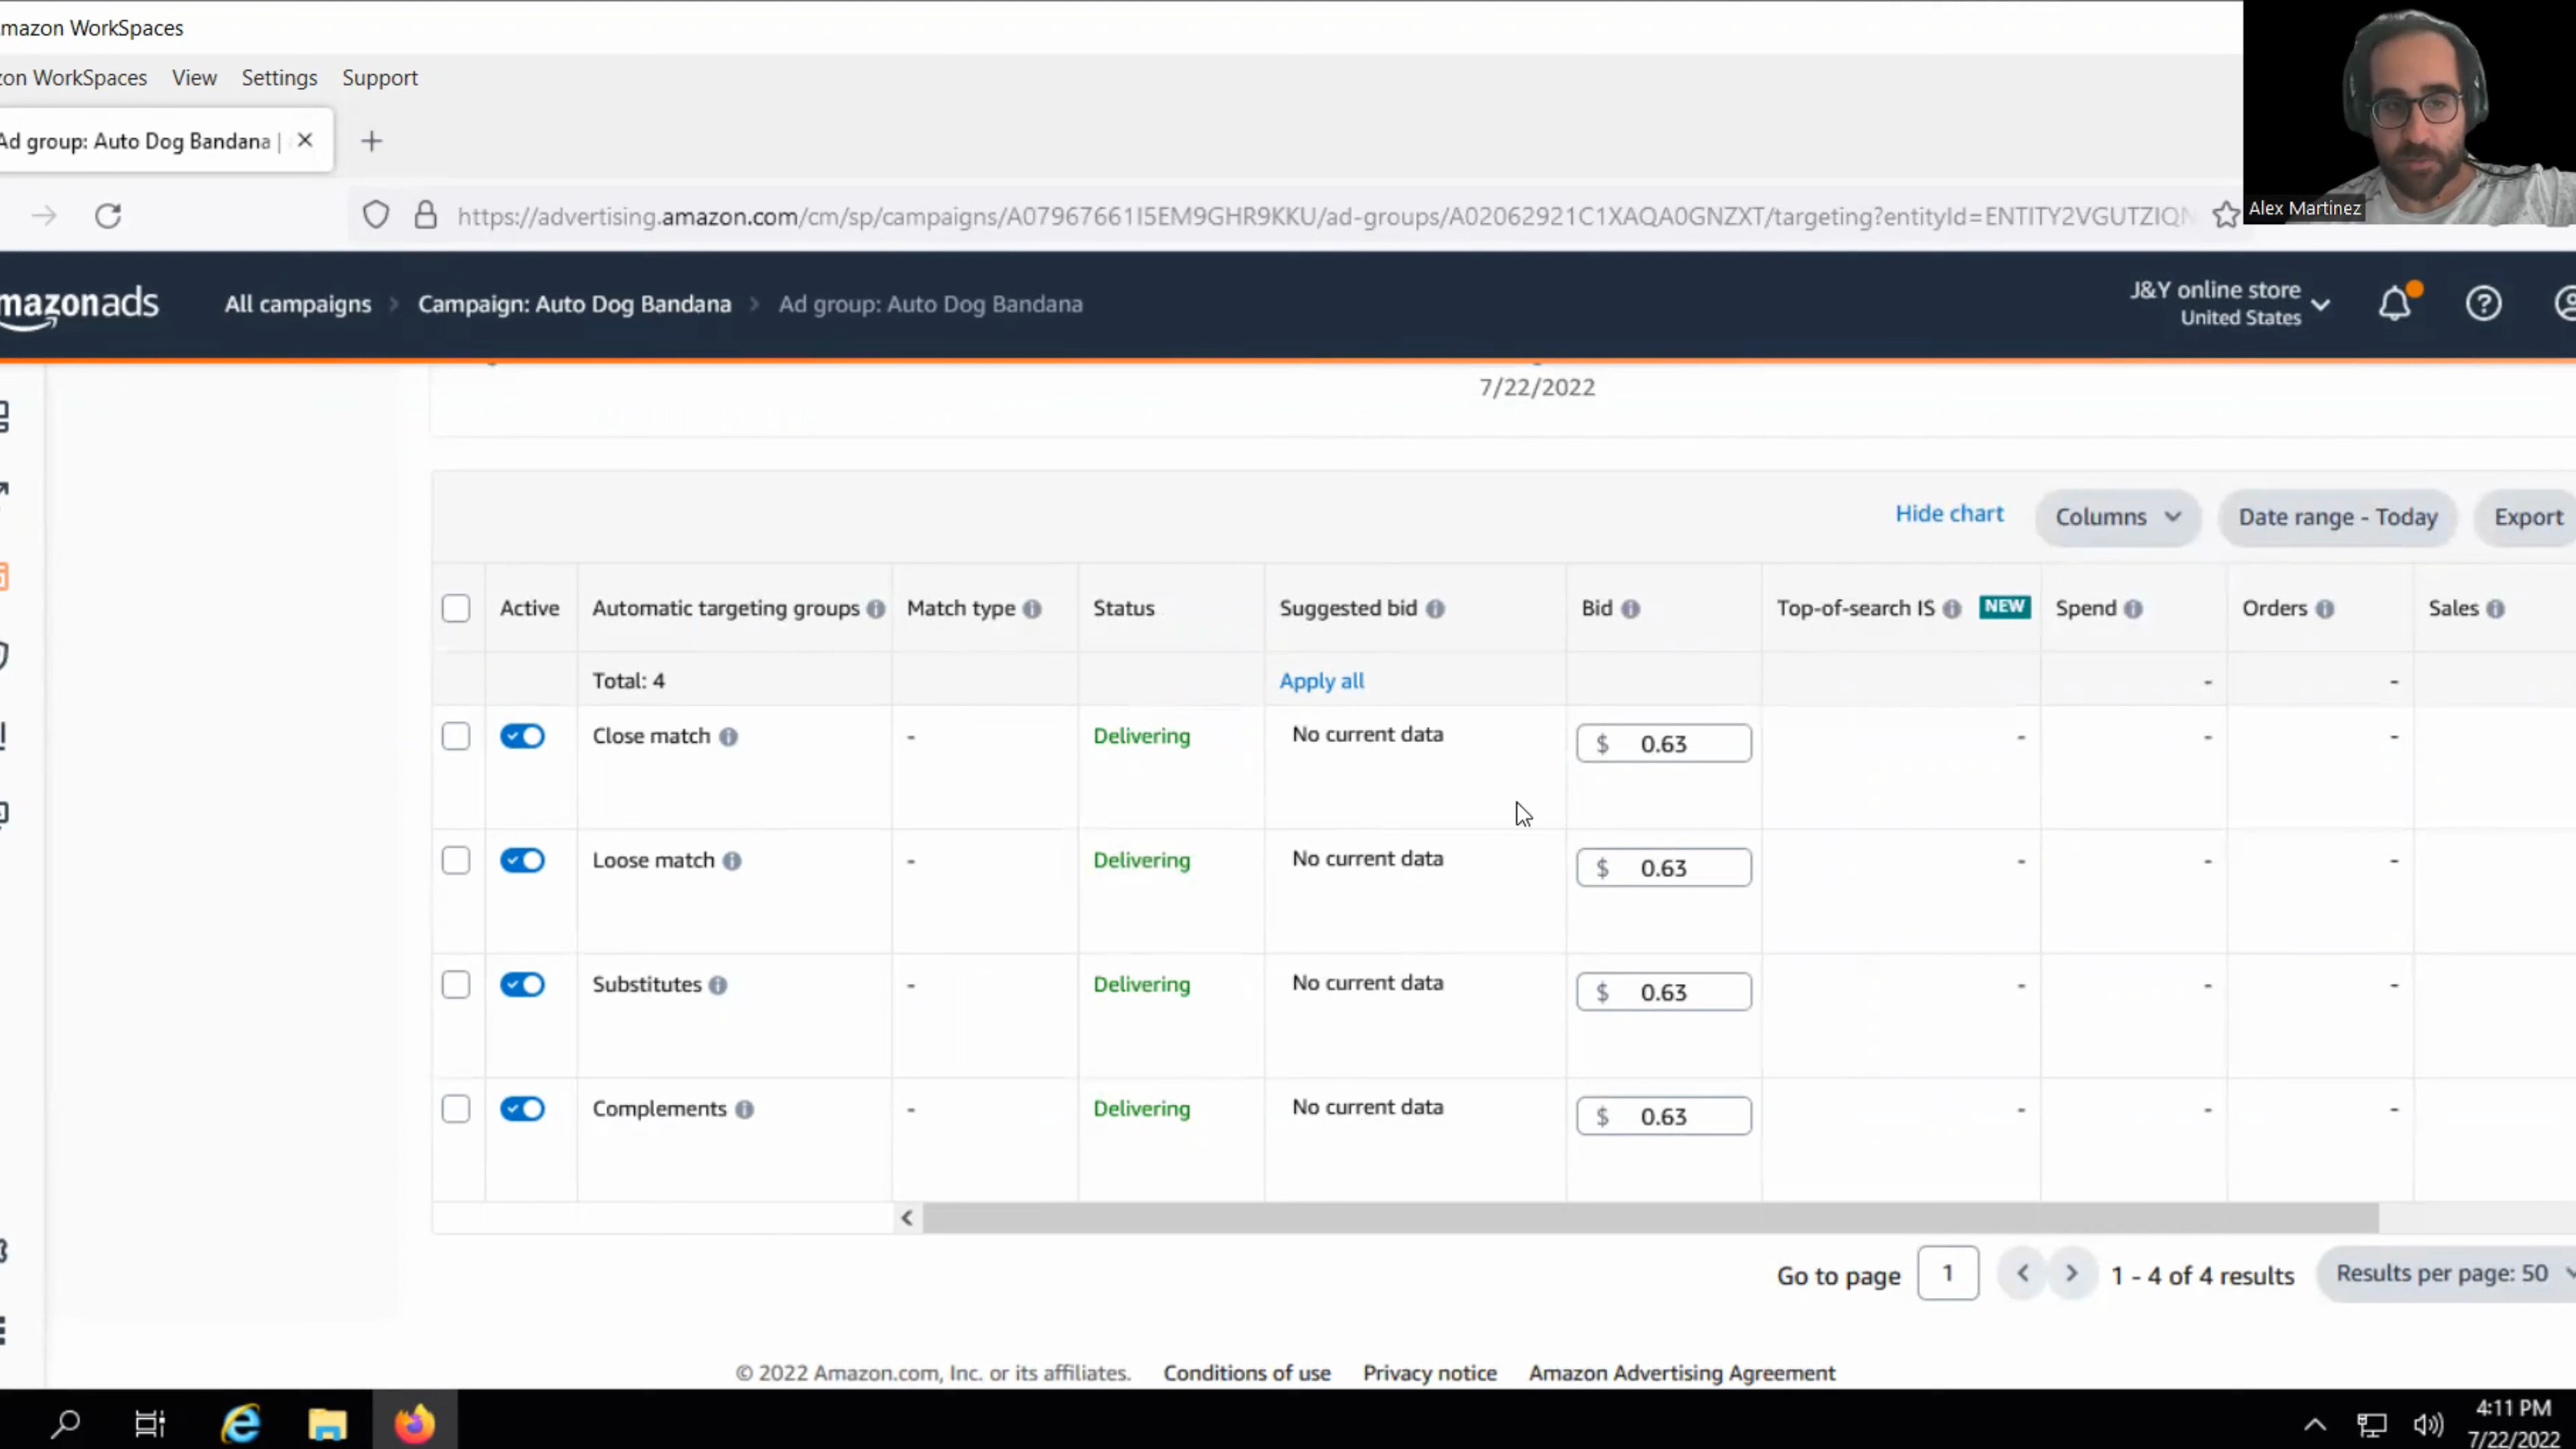 mazon WorkSpaces
zon WorkSpaces View Settings Support
Ad group: Auto Dog Bandana |
https://advertising.amazon.com/cm/sp/campaigns/A07967661I5EM9GHR9KKU/ad-groups/A02062921C1XAQA0GNZXT/targeting?entityId=ENTITY2VGUTZIQN
Alex Martinez
mazonads All campaigns > Campaign: Auto Dog Bandana > Ad group: Auto Dog Bandana
J&Y online store
United States
7/22/2022
Hide chart Columns Date range - Today Export
Active Automatic targeting groups Match type Status Suggested bid Bid Top-of-search IS NEW Spend Orders Sales
Total: 4 Apply all - -
Close match - Delivering No current data $ 0.63 - - -
Loose match - Delivering No current data $ 0.63 - - -
Substitutes - Delivering No current data $ 0.63 - - -
Complements - Delivering No current data $ 0.63 - - -
Go to page 1 1 - 4 of 4 results Results per page: 50
© 2022 Amazon.com, Inc. or its affiliates. Conditions of use Privacy notice Amazon Advertising Agreement
4:11 PM
7/22/2022